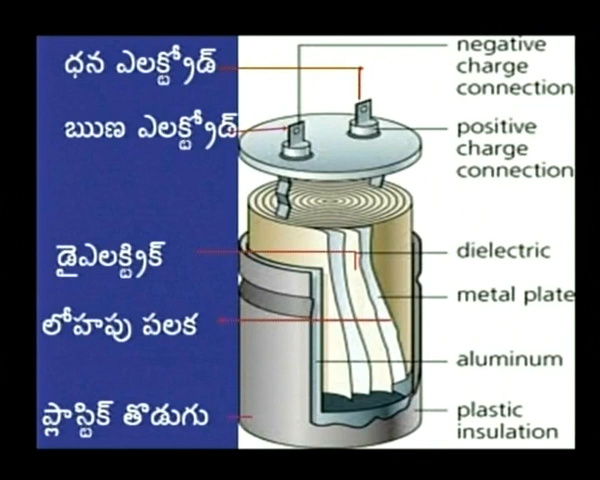 ధన ఎలక్ట్రోడ్
ఋణ ఎలక్ట్రోడ్
డైఎలక్ట్రిక్
లోహపు పలక
ప్లాస్టిక్ తొడుగు
negative
charge
connection
positive
charge
connection
dielectric
metal plate
aluminum
plastic
insulation